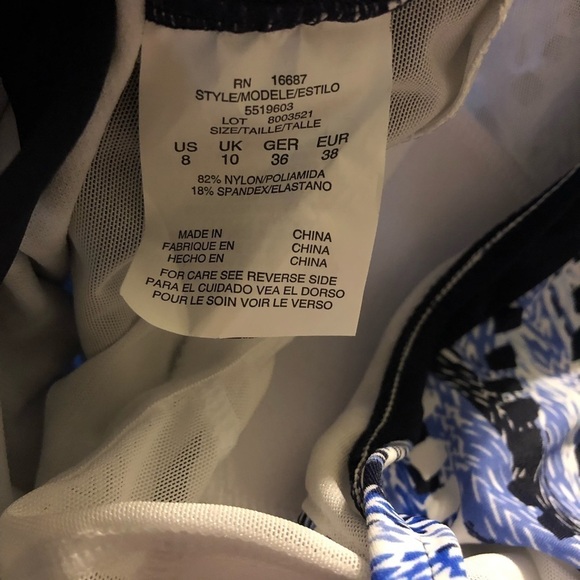 RN 16687
STYLE/MODELE/ESTILO
5519603
LOT 8003521
SIZE/TAILLE/TALLE
US UK GER EUR
8 10 36 38
82% NYLON/POLIAMIDA
18% SPANDEX/ELASTANO
MADE IN CHINA
FABRIQUE EN CHINA
HECHO EN CHINA
FOR CARE SEE REVERSE SIDE
PARA EL CUIDADO VEA EL DORSO
POUR LE SOIN VOIR LE VERSO